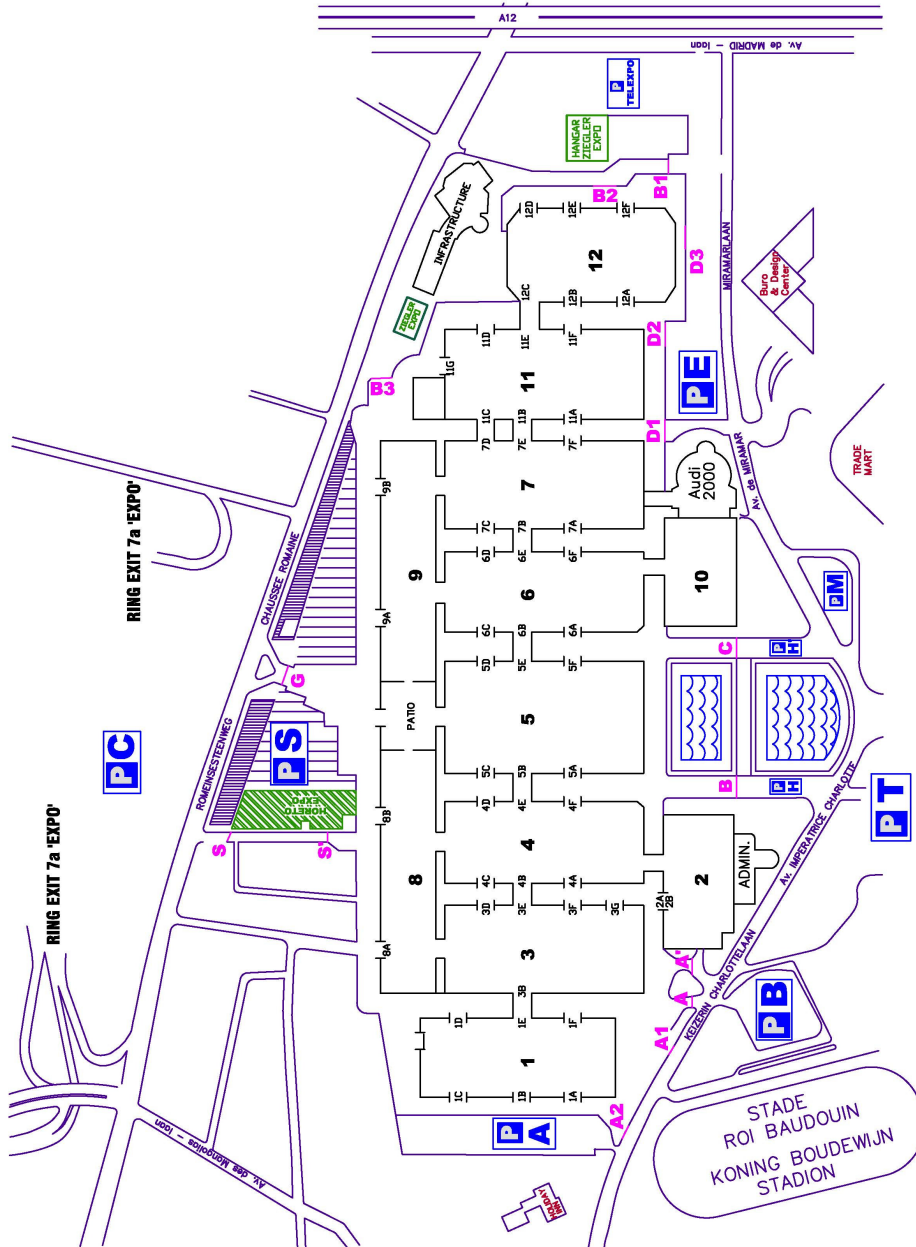 A12
Av. de MADRID - laan
P
TELEXPO
HANGAR
ZIEGLER
EXPO
B1
B2
MIRAMARLAAN
INFRASTRUCTURE
12D
12E
12F
12
D3
Buro
& Design
Center
ZIEGLER
EXPO
12C
12B
12A
11D
11E
11F
D2
11G
B3
11
PE
11C
11B
11A
D1
7D
7E
7F
Av. de MIRAMAR
TRADE
MART
9B
7
Audi
2000
RING EXIT 7a 'EXPO'
CHAUSSEE ROMAINE
7C
7B
7A
6D
6E
6F
9
6
10
PM
9A
6C
6B
6A
G
5D
5E
5F
C
PH'
PC
PATIO
PS
5
ROMEINSESTEENWEG
5C
5B
5A
B
PH
HORETO
EXPO
8B
4D
4E
4F
Av. IMPERATRICE CHARLOTTE
PT
S
S'
8
4
2
ADMIN.
4C
4B
4A
2A
2B
3D
3E
3F
3G
RING EXIT 7a 'EXPO'
8A
3
A'
3B
A
KEIZERIN CHARLOTTELAAN
PB
1D
1E
1F
A1
1
1C
1B
1A
A2
P
A
Av. des Mangolias - laan
STADE
ROI BAUDOUIN
KONING BOUDEWIJN
STADION
HOLIDAY
INN